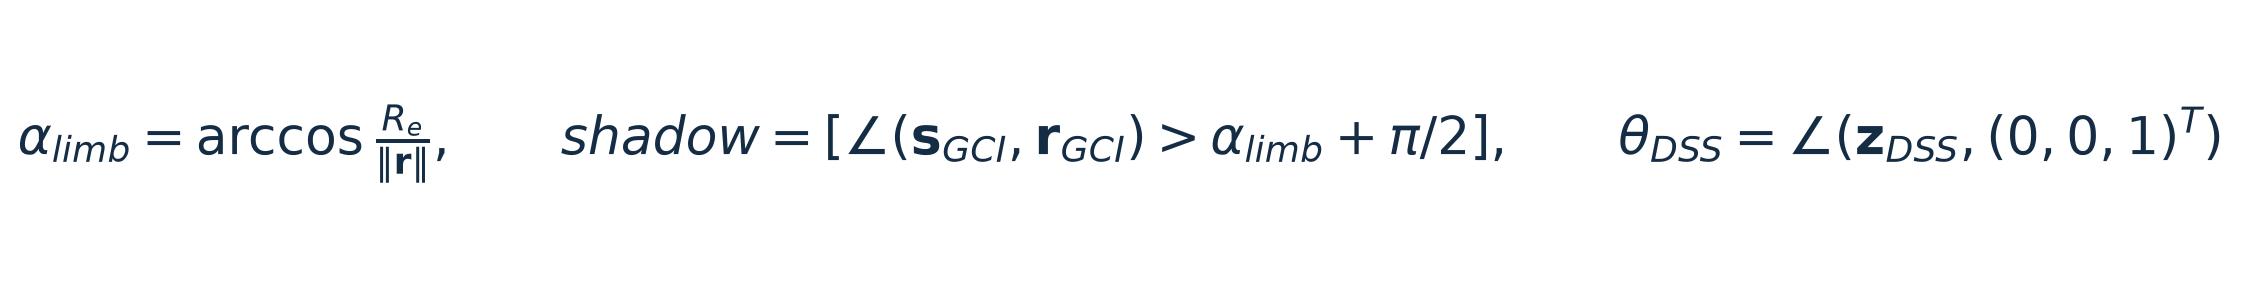 α_limb = arccos R_e/‖𝐫‖, shadow = [∠(𝐬_GCI, 𝐫_GCI) > α_limb + π/2], θ_DSS = ∠(𝐳_DSS, (0, 0, 1)^T)